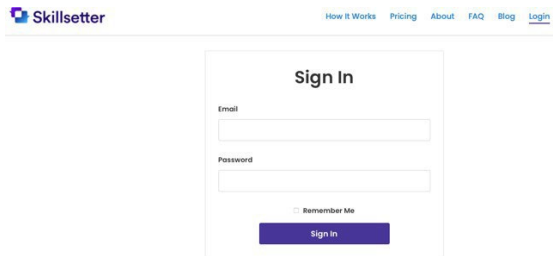 Skillsetter How It Works Pricing About FAQ Blog Login
Sign In
Email
Password
Remember Me
Sign In